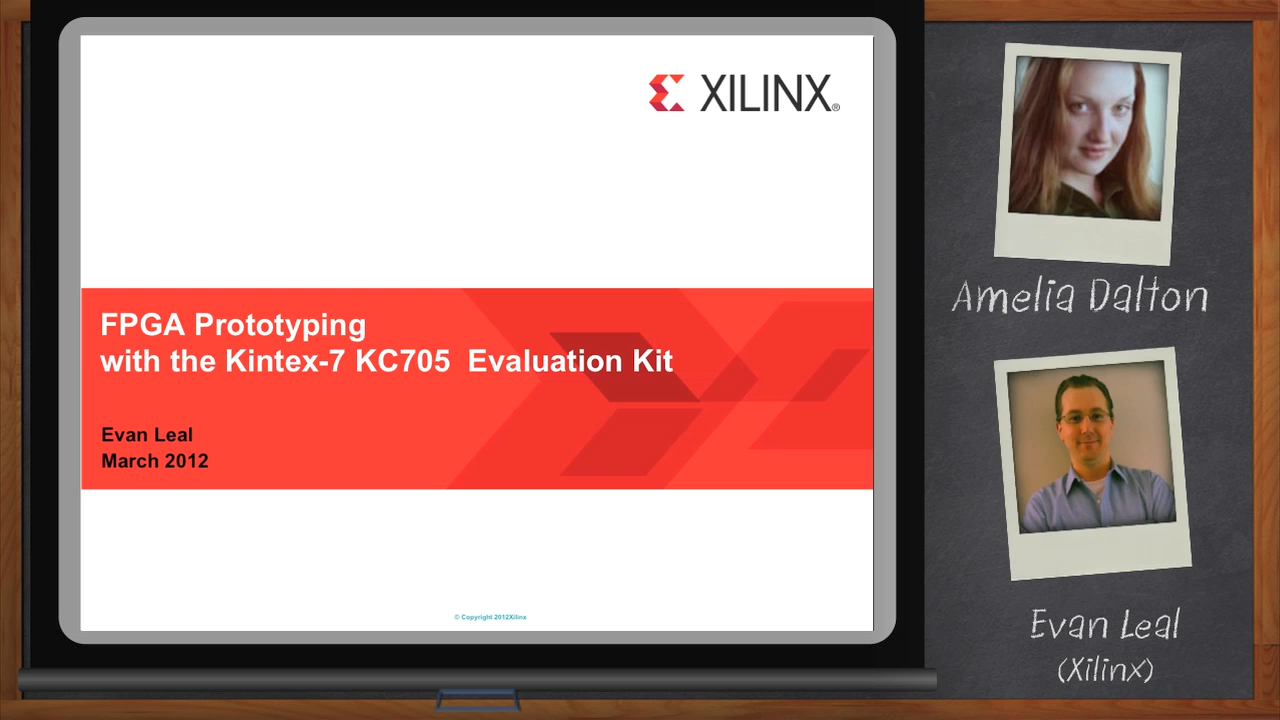 XILINX®
FPGA Prototyping
with the Kintex-7 KC705 Evaluation Kit
Evan Leal
March 2012
© Copyright 2012Xilinx
Amelia Dalton
Evan Leal
(Xilinx)